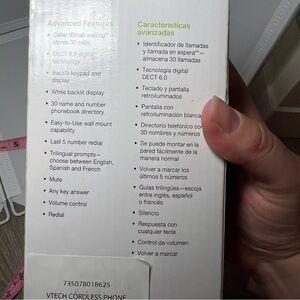 Advanced Features
• Caller ID/call waiting**
stores 30 calls
• DECT 6.0 digital
technology
• Backlit keypad and
display
• White backlit display
• 30 name and number
phonebook directory
• Easy-to-Use wall mount
capability
• Last 5 number redial
• Trilingual prompts—
choose between English,
Spanish and French
• Mute
• Any key answer
• Volume control
• Redial
Características
avanzadas
• Identificador de llamadas
y llamada en espera**—
almacena 30 llamadas
• Tecnología digital
DECT 6.0
• Teclado y pantalla
retroiluminados
• Pantalla con
retroiluminación blanca
• Directorio telefónico con
30 nombres y números
• Se puede montar en la
pared fácilmente de la
manera normal
• Volver a marcar los
últimos 5 números
• Guías trilingües—escoja
entre inglés, español
o francés
• Silencio
• Respuesta con
cualquier tecla
• Control de volumen
• Volver a marcar
735078018625
VTECH CORDLESS PHONE